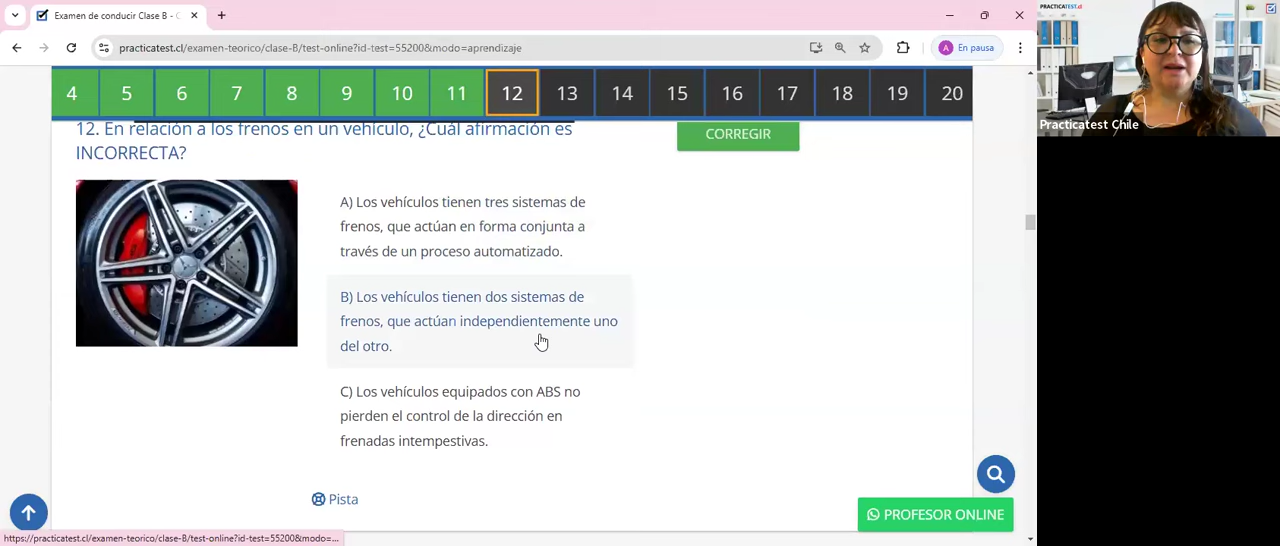 Examen de conducir Clase B - C
practicatest.cl/examen-teorico/clase-B/test-online?id-test=55200&modo=aprendizaje
A En pausa
4 5 6 7 8 9 10 11 12 13 14 15 16 17 18 19 20
12. En relación a los frenos en un vehículo, ¿Cuál afirmación es
INCORRECTA?
CORREGIR
A) Los vehículos tienen tres sistemas de
frenos, que actúan en forma conjunta a
través de un proceso automatizado.
B) Los vehículos tienen dos sistemas de
frenos, que actúan independientemente uno
del otro.
C) Los vehículos equipados con ABS no
pierden el control de la dirección en
frenadas intempestivas.
Pista
PROFESOR ONLINE
https://practicatest.cl/examen-teorico/clase-B/test-online?id-test=55200&modo=...
PRACTICATEST.cl
Practicatest Chile